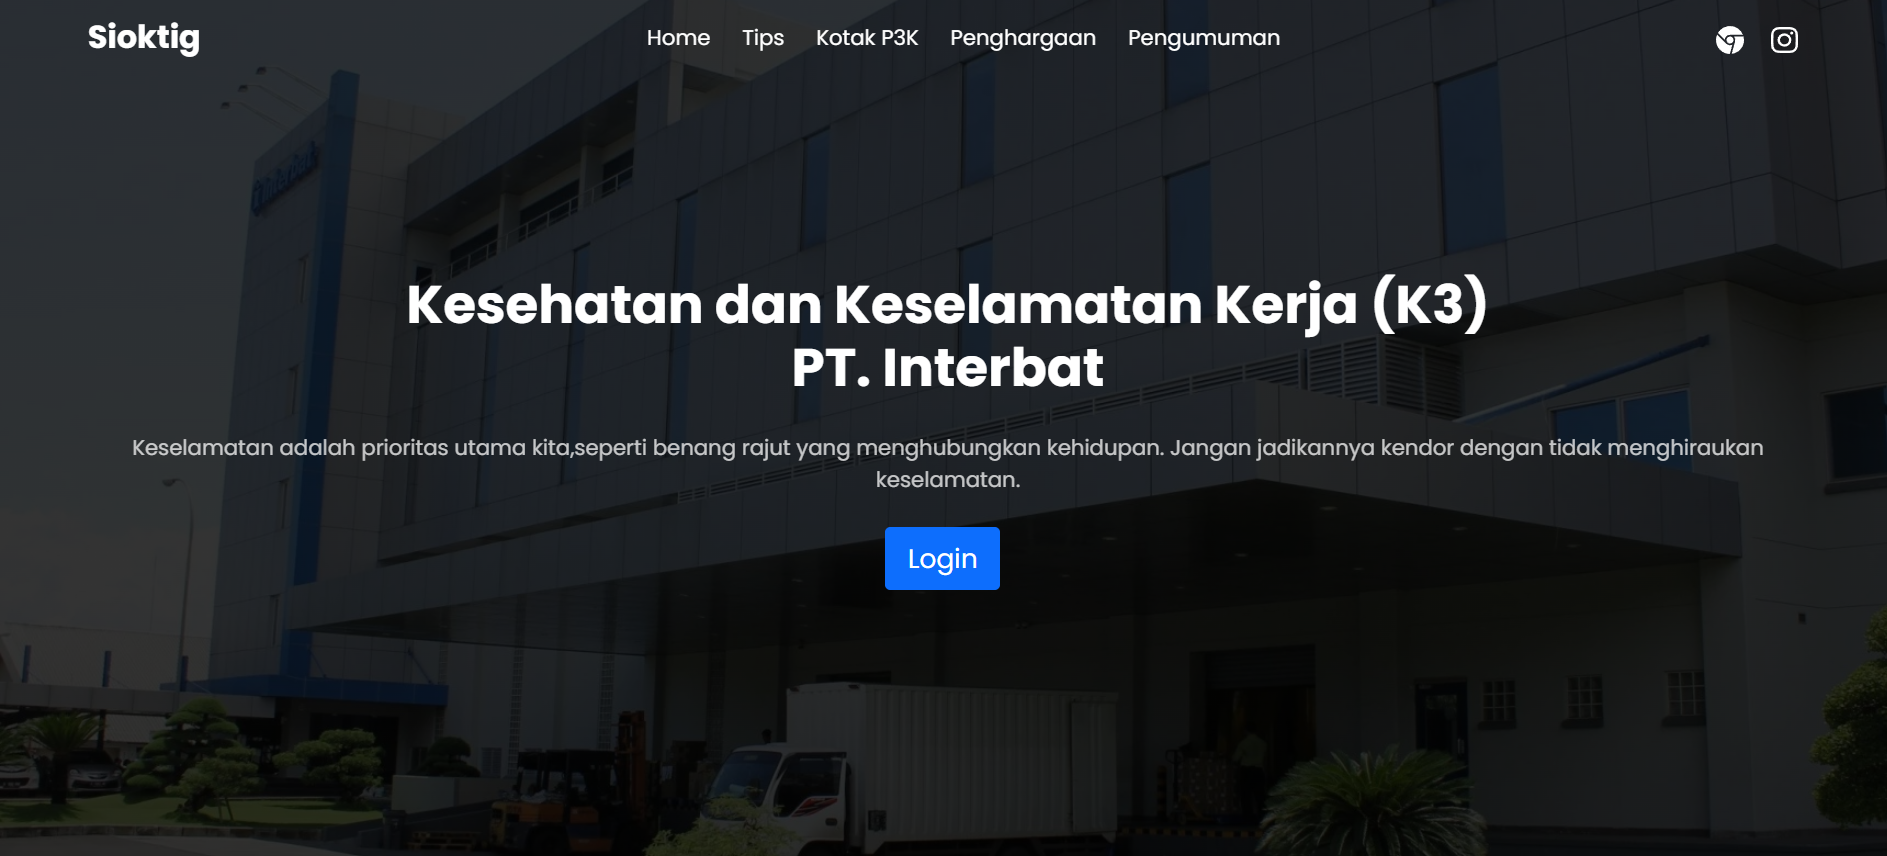 Sioktig
Home Tips Kotak P3K Penghargaan Pengumuman
interbat
Kesehatan dan Keselamatan Kerja (K3)
PT. Interbat
Keselamatan adalah prioritas utama kita,seperti benang rajut yang menghubungkan kehidupan. Jangan jadikannya kendor dengan tidak menghiraukan
keselamatan.
Login